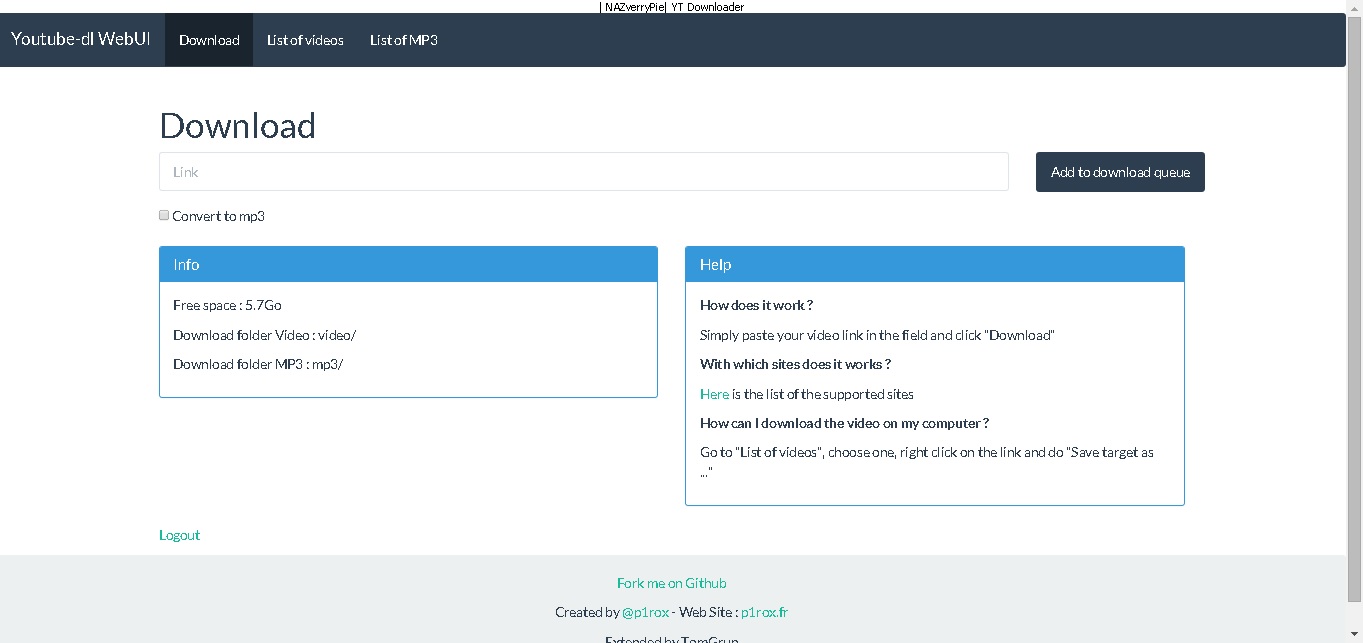 | NAZverryPie| YT Downloader
Youtube-dl WebUI Download List of videos List of MP3
Download
Link
Add to download queue
Convert to mp3
Info
Free space : 5.7Go
Download folder Video : video/
Download folder MP3 : mp3/
Help
How does it work ?
Simply paste your video link in the field and click "Download"
With which sites does it works ?
Here is the list of the supported sites
How can I download the video on my computer ?
Go to "List of videos", choose one, right click on the link and do "Save target as
..."
Logout
Fork me on Github
Created by @p1rox - Web Site : p1rox.fr
Extended by TomGrun